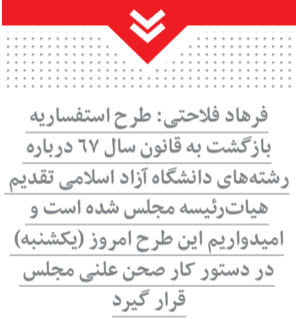 فرهاد فلاحتی: طرح استفساریه
بازگشت به قانون سال ۶۷ درباره
رشته‌های دانشگاه آزاد اسلامی تقدیم
هیات‌رئیسه مجلس شده است و
امیدواریم این طرح امروز (یکشنبه)
در دستور کار صحن علنی مجلس
قرار گیرد